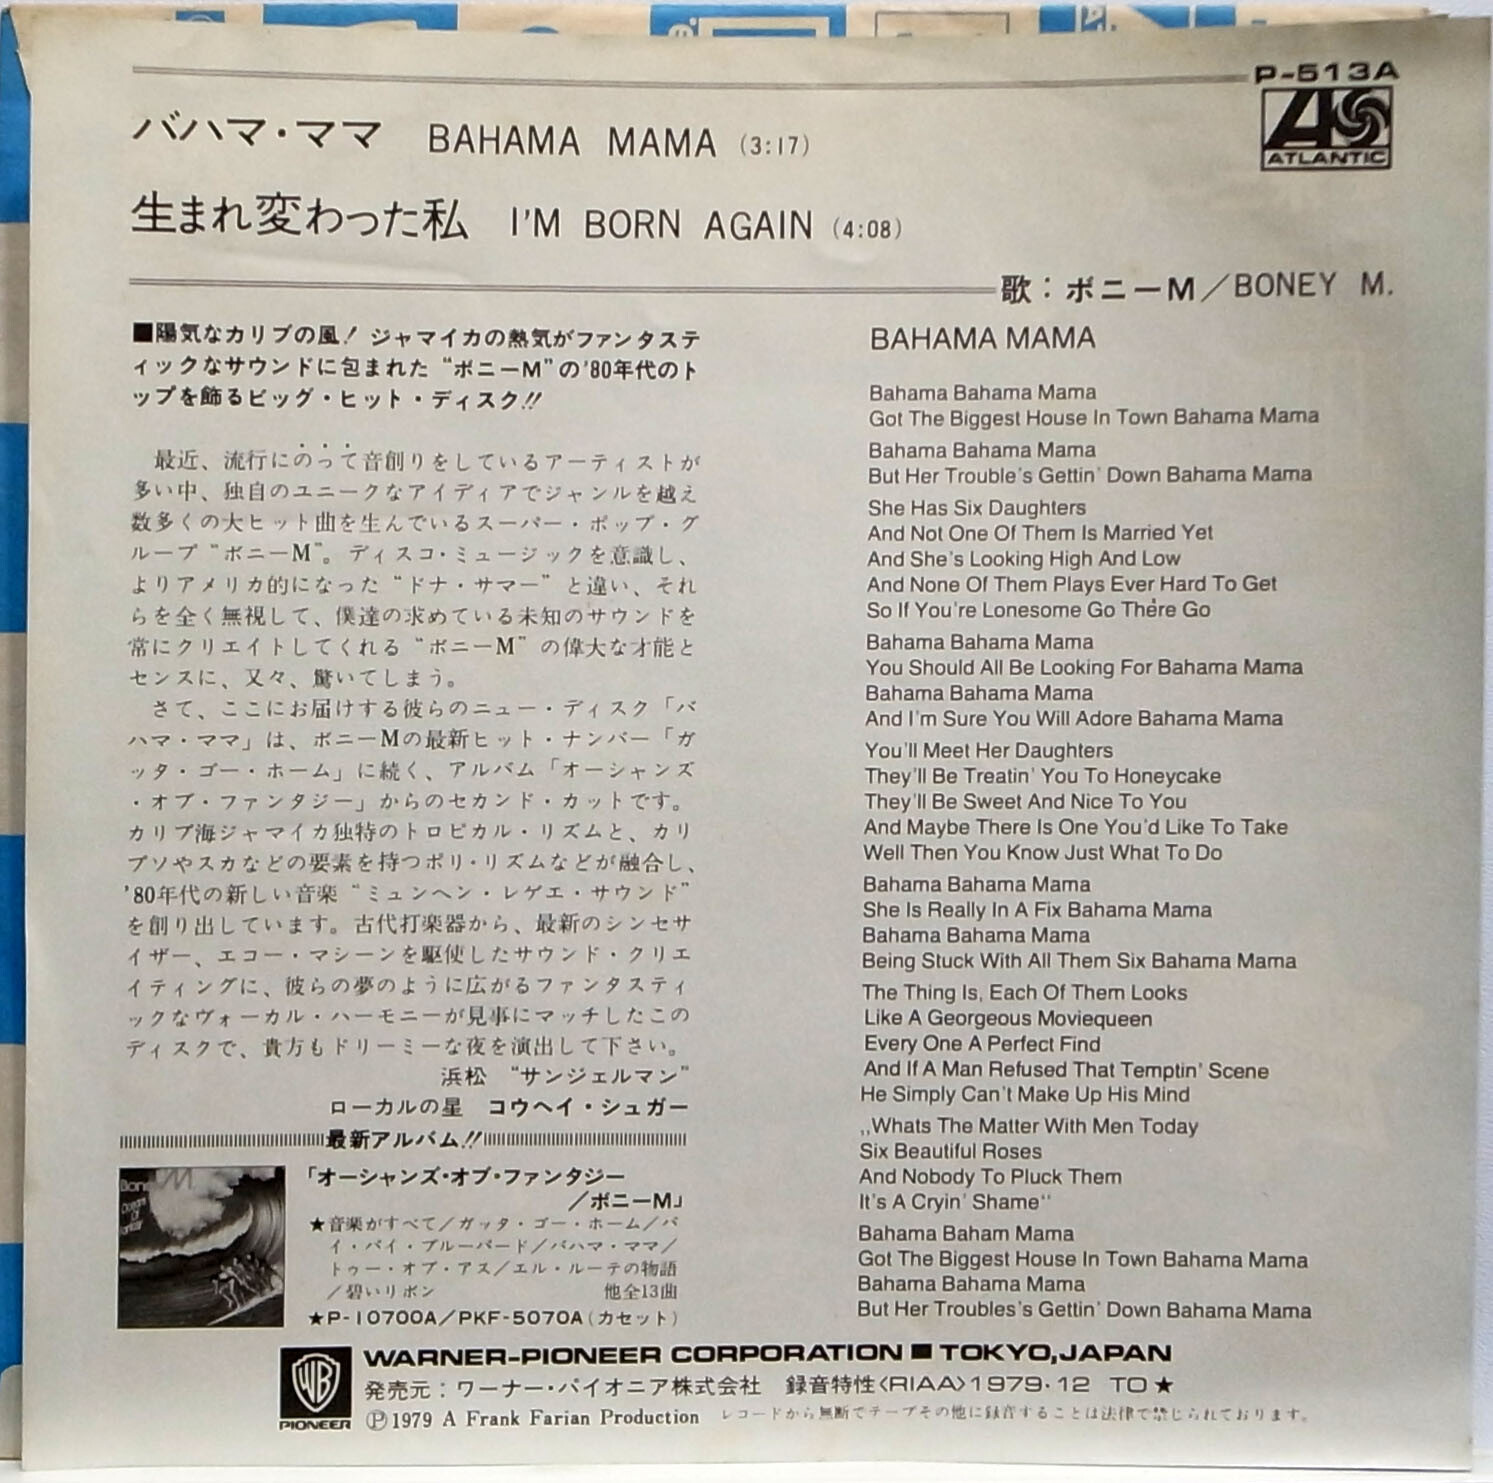 P-513A
ATLANTIC
バハマ・ママ BAHAMA MAMA (3:17)
生まれ変わった私 I'M BORN AGAIN (4:08)
歌：ボニーM／BONEY M.
■陽気なカリブの風！ジャマイカの熱気がファンタステ
ィックなサウンドに包まれた“ボニーM”の'80年代のト
ップを飾るビッグ・ヒット・ディスク!!
最近、流行にのって音創りをしているアーティストが
多い中、独自のユニークなアイディアでジャンルを越え
数多くの大ヒット曲を生んでいるスーパー・ポップ・グ
ループ“ボニーM”。ディスコ・ミュージックを意識し、
よりアメリカ的になった“ドナ・サマー”と違い、それ
らを全く無視して、僕達の求めている未知のサウンドを
常にクリエイトしてくれる“ボニーM”の偉大な才能と
センスに、又々、驚いてしまう。
さて、ここにお届けする彼らのニュー・ディスク「バ
ハマ・ママ」は、ボニーMの最新ヒット・ナンバー「ガ
ッタ・ゴー・ホーム」に続く、アルバム「オーシャンズ
・オブ・ファンタジー」からのセカンド・カットです。
カリブ海ジャマイカ独特のトロピカル・リズムと、カリ
プソやスカなどの要素を持つポリ・リズムなどが融合し、
'80年代の新しい音楽“ミュンヘン・レゲエ・サウンド”
を創り出しています。古代打楽器から、最新のシンセサ
イザー、エコー・マシーンを駆使したサウンド・クリエ
イティングに、彼らの夢のように広がるファンタスティ
ックなヴォーカル・ハーモニーが見事にマッチしたこの
ディスクで、貴方もドリーミーな夜を演出して下さい。
浜松 “サンジェルマン”
ローカルの星 コウヘイ・シュガー
最新アルバム!!
Boney M
「オーシャンズ・オブ・ファンタジー
／ボニーM」
★音楽がすべて／ガッタ・ゴー・ホーム／バ
イ・バイ・ブルーバード／バハマ・ママ／
トゥー・オブ・アス／エル・ルーテの物語
／碧いリボン 他全13曲
★P-10700A／PKF-5070A（カセット）
BAHAMA MAMA
Bahama Bahama Mama
Got The Biggest House In Town Bahama Mama
Bahama Bahama Mama
But Her Trouble's Gettin' Down Bahama Mama
She Has Six Daughters
And Not One Of Them Is Married Yet
And She's Looking High And Low
And None Of Them Plays Ever Hard To Get
So If You're Lonesome Go There Go
Bahama Bahama Mama
You Should All Be Looking For Bahama Mama
Bahama Bahama Mama
And I'm Sure You Will Adore Bahama Mama
You'll Meet Her Daughters
They'll Be Treatin' You To Honeycake
They'll Be Sweet And Nice To You
And Maybe There Is One You'd Like To Take
Well Then You Know Just What To Do
Bahama Bahama Mama
She Is Really In A Fix Bahama Mama
Bahama Bahama Mama
Being Stuck With All Them Six Bahama Mama
The Thing Is, Each Of Them Looks
Like A Georgeous Moviequeen
Every One A Perfect Find
And If A Man Refused That Temptin' Scene
He Simply Can't Make Up His Mind
,,Whats The Matter With Men Today
Six Beautiful Roses
And Nobody To Pluck Them
It's A Cryin' Shame“
Bahama Baham Mama
Got The Biggest House In Town Bahama Mama
Bahama Bahama Mama
But Her Troubles's Gettin' Down Bahama Mama
WB
PIONEER
WARNER-PIONEER CORPORATION ■ TOKYO, JAPAN
発売元：ワーナー・パイオニア株式会社 録音特性〈RIAA〉1979・12 TO★
Ⓟ1979 A Frank Farian Production レコードから無断でテープその他に録音することは法律で禁じられております。